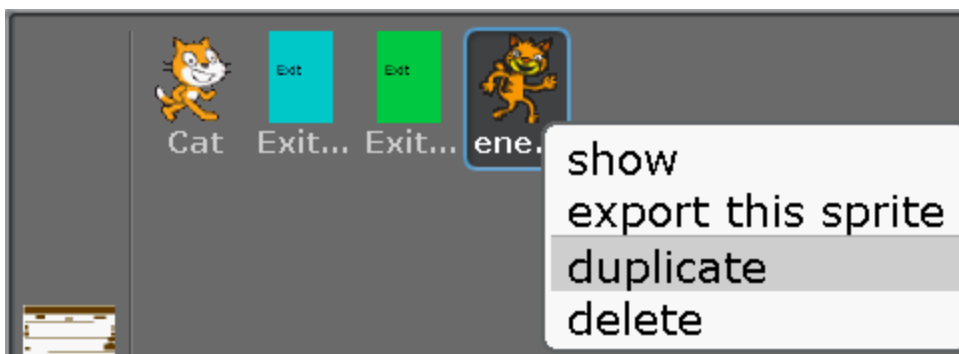 Exit
Exit
Cat
Exit...
Exit...
ene.
show
export this sprite
duplicate
delete